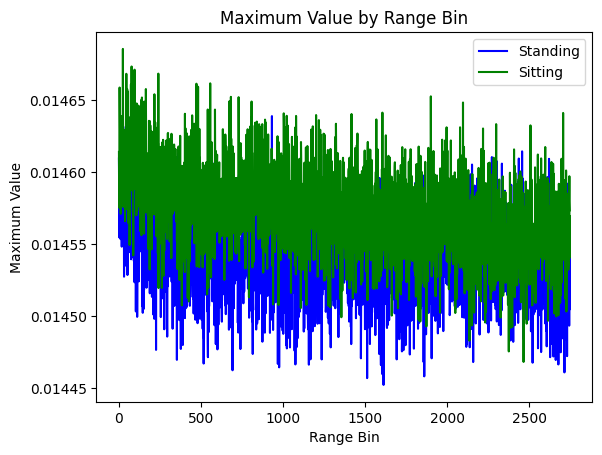 Maximum Value by Range Bin
Standing
Sitting
0.01465
0.01460
0.01455
0.01450
0.01445
Maximum Value
0 500 1000 1500 2000 2500
Range Bin